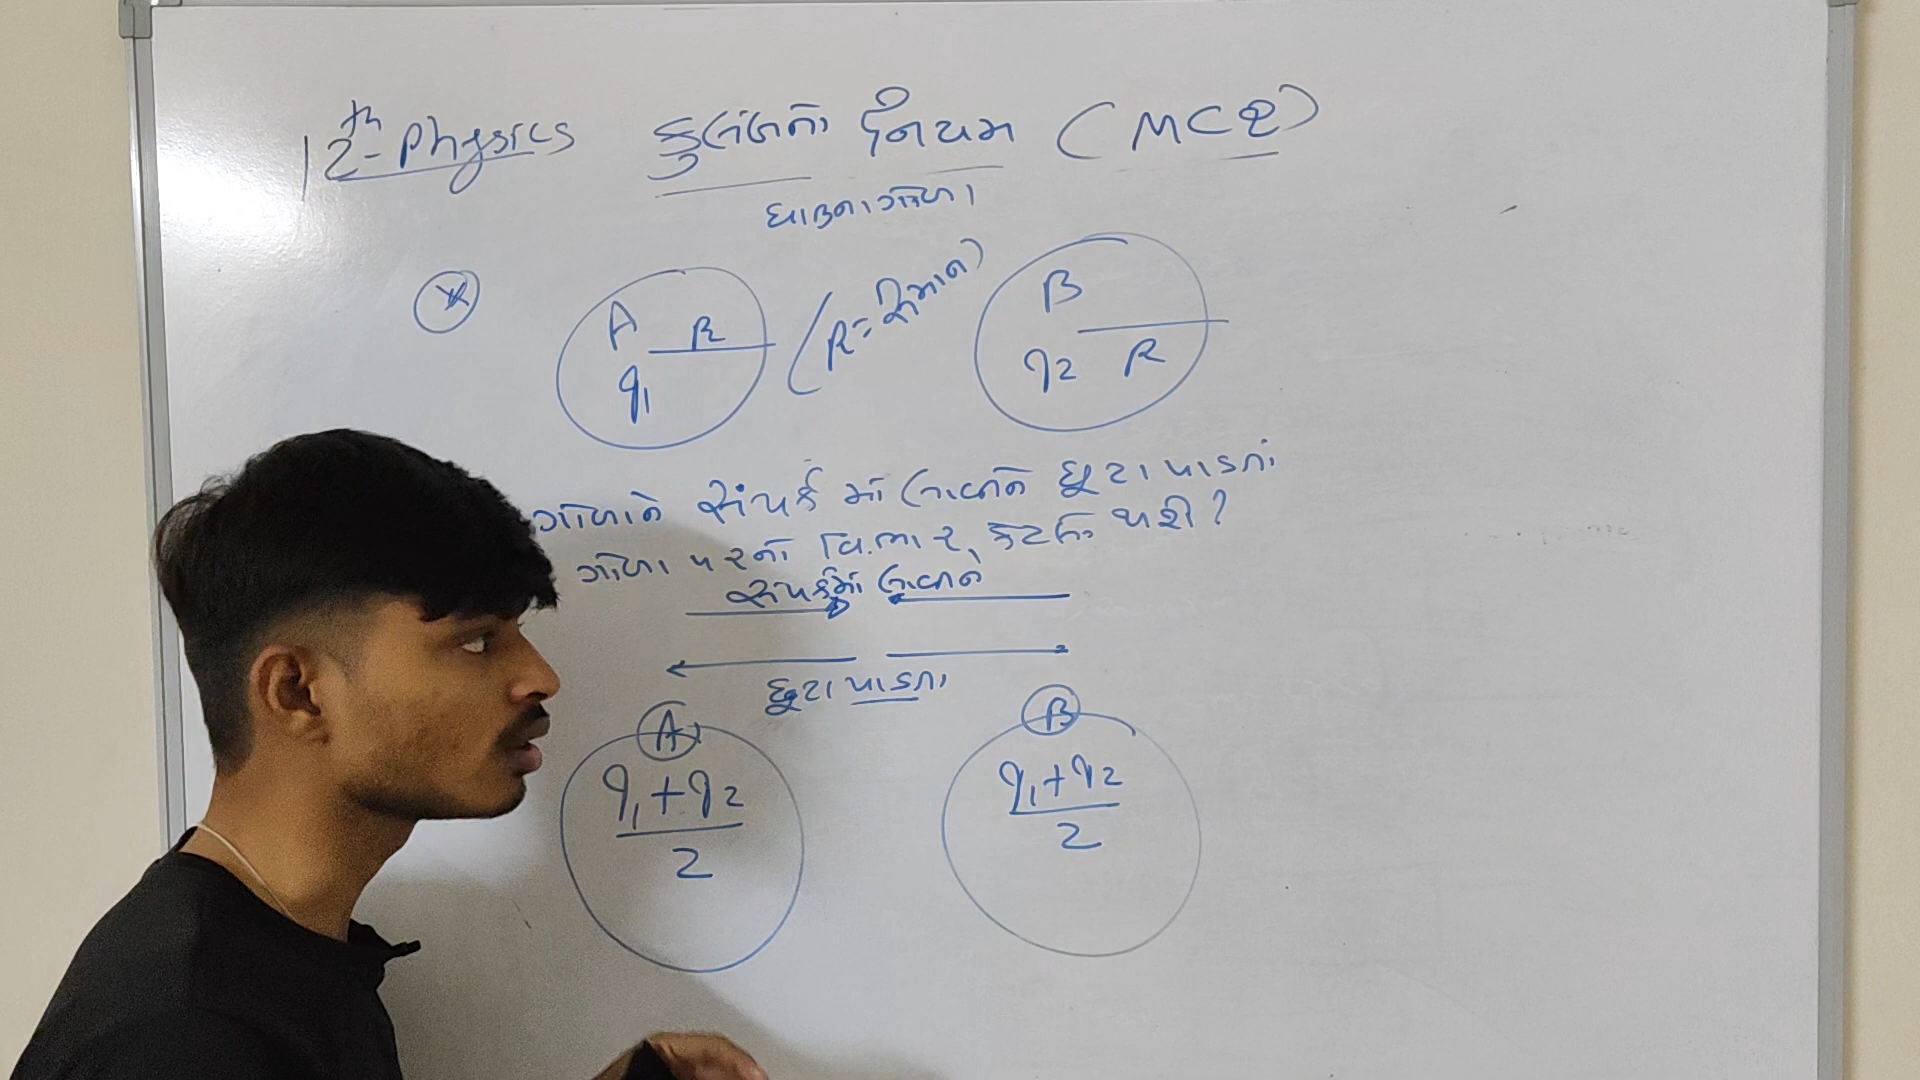 12th - Physics કુલંબનો નિયમ (MCQ)
ધાતુના ગોળા
A R
q1
(R = સમાન)
B
q2 R
ગોળાને સંપર્ક માં લાવીને છૂટા પાડતાં
ગોળા પરનો વિ.ભાર કેટલો થશે?
સંપર્કમાં લાવીને
છૂટા પાડતા
A
q1 + q2
2
B
q1 + q2
2